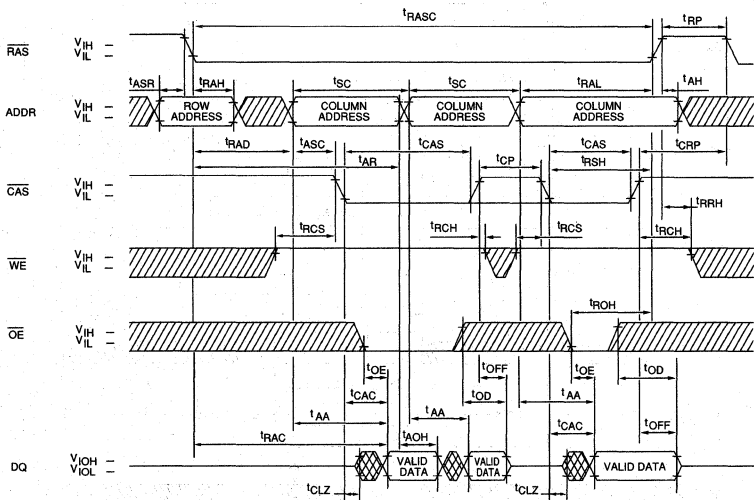 tRASC
tRP
RAS
VIH
VIL
tASR
tRAH
tSC
tSC
tRAL
tAH
ADDR
VIH
VIL
ROW
ADDRESS
COLUMN
ADDRESS
COLUMN
ADDRESS
COLUMN
ADDRESS
tRAD
tASC
tCAS
tCAS
tCRP
tAR
tCP
tRSH
CAS
VIH
VIL
tRRH
tRCS
tRCH
tRCS
tRCH
WE
VIH
VIL
tROH
OE
VIH
VIL
tOE
tOFF
tOE
tOD
tCAC
tOD
tAA
tAA
tAA
tCAC
tRAC
tAOH
tOFF
DQ
VIOH
VIOL
VALID
DATA
VALID
DATA
VALID DATA
tCLZ
tCLZ